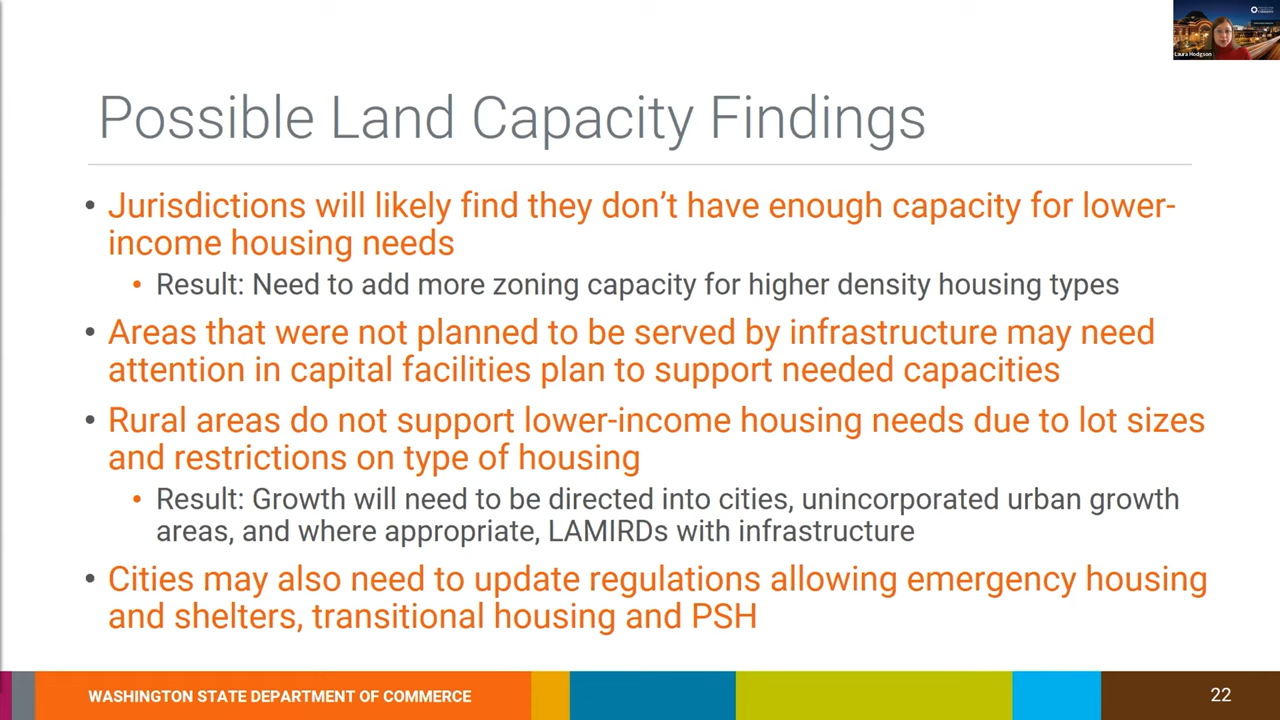 Laura Hodgson
Possible Land Capacity Findings
• Jurisdictions will likely find they don't have enough capacity for lower-
income housing needs
• Result: Need to add more zoning capacity for higher density housing types
• Areas that were not planned to be served by infrastructure may need
attention in capital facilities plan to support needed capacities
• Rural areas do not support lower-income housing needs due to lot sizes
and restrictions on type of housing
• Result: Growth will need to be directed into cities, unincorporated urban growth
areas, and where appropriate, LAMIRDs with infrastructure
• Cities may also need to update regulations allowing emergency housing
and shelters, transitional housing and PSH
WASHINGTON STATE DEPARTMENT OF COMMERCE
22